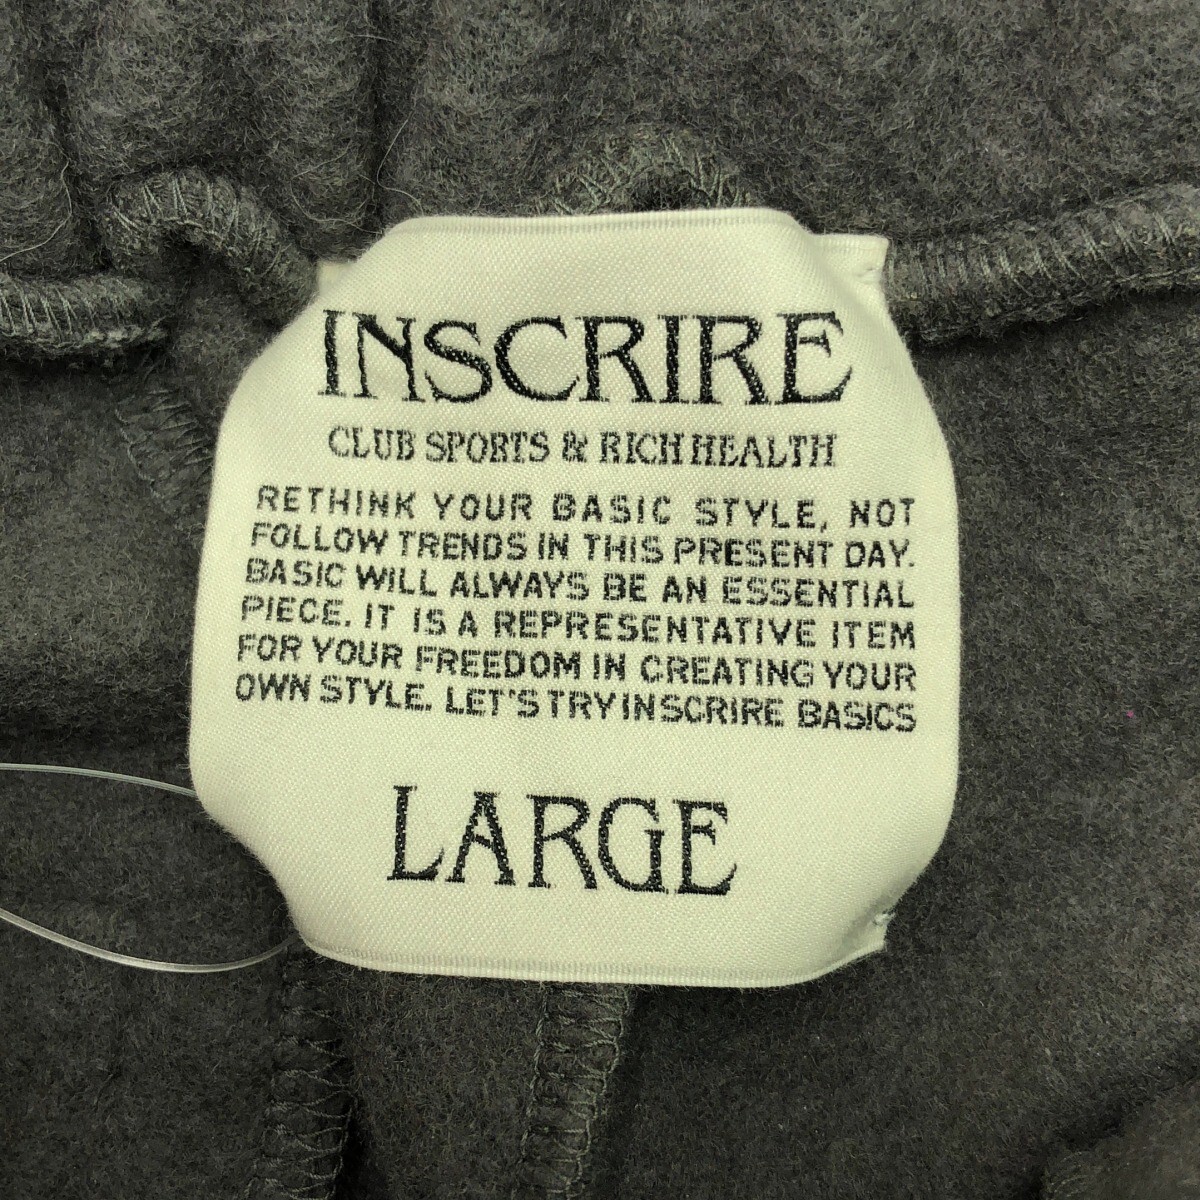 INSCRIRE
CLUB SPORTS & RICH HEALTH
RETHINK YOUR BASIC STYLE, NOT
FOLLOW TRENDS IN THIS PRESENT DAY.
BASIC WILL ALWAYS BE AN ESSENTIAL
PIECE. IT IS A REPRESENTATIVE ITEM
FOR YOUR FREEDOM IN CREATING YOUR
OWN STYLE. LET'S TRY INSCRIRE BASICS
LARGE